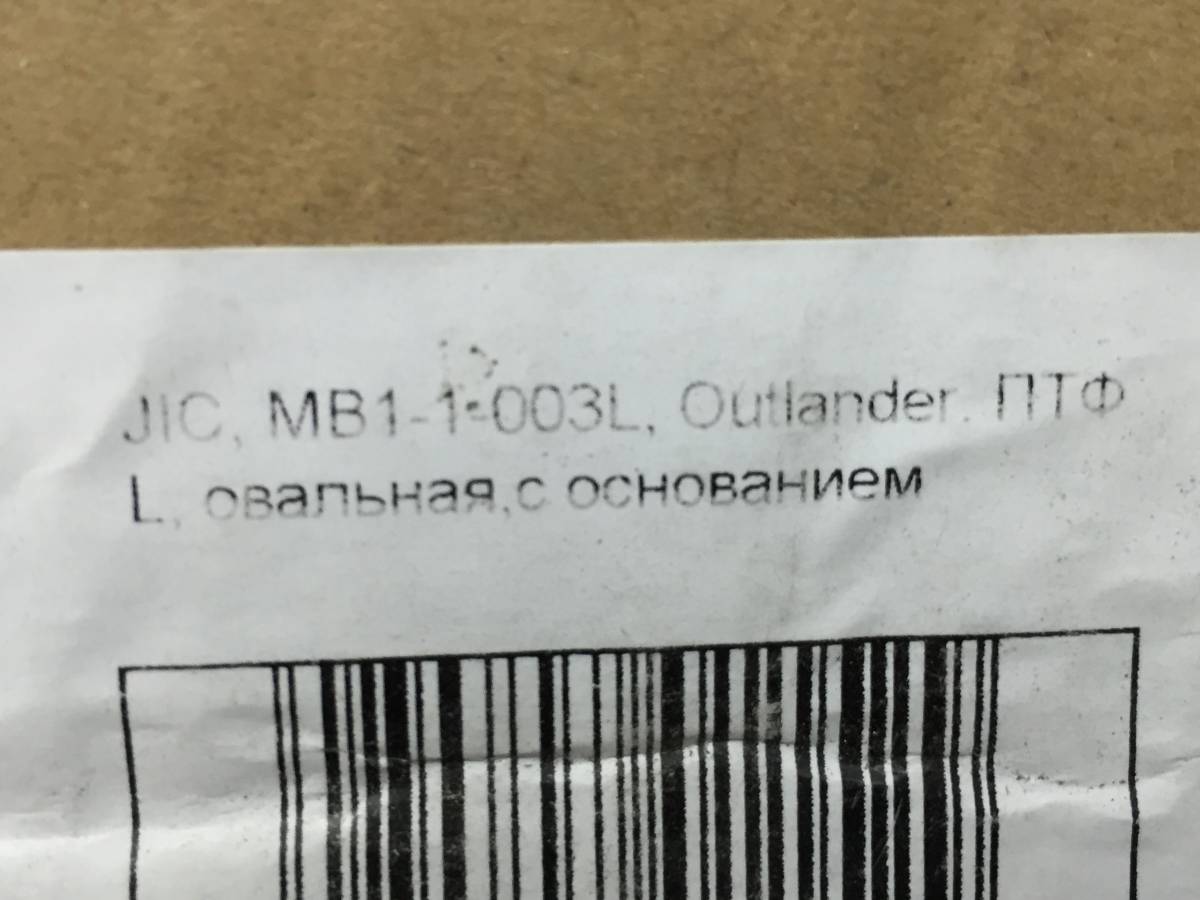 JIC, MB1-1-003L, Outlander. ПТФ
L, овальная,с основанием